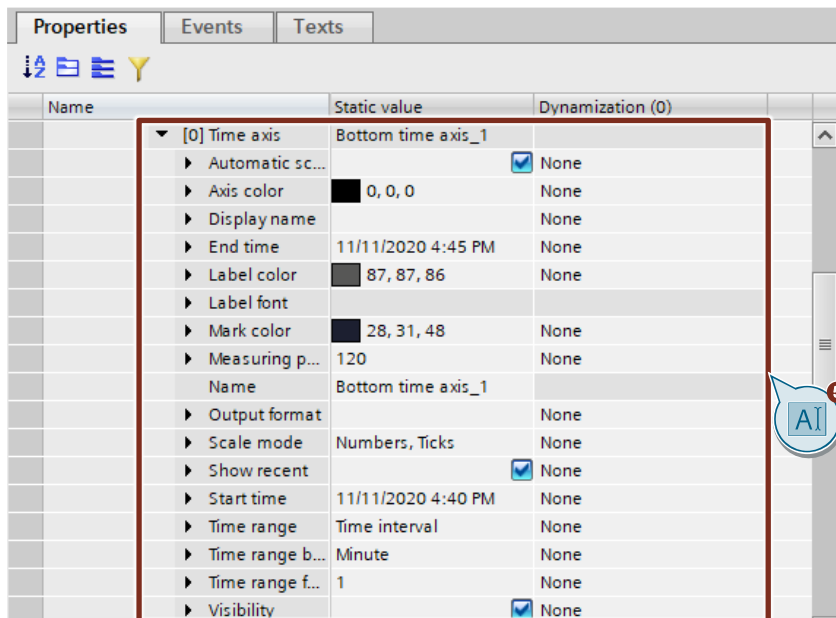 Properties Events Texts
Name Static value Dynamization (0)
[0] Time axis Bottom time axis_1
Automatic sc... None
Axis color 0, 0, 0 None
Display name None
End time 11/11/2020 4:45 PM None
Label color 87, 87, 86 None
Label font
Mark color 28, 31, 48 None
Measuring p... 120 None
Name Bottom time axis_1
Output format None
Scale mode Numbers, Ticks None
Show recent None
Start time 11/11/2020 4:40 PM None
Time range Time interval None
Time range b... Minute None
Time range f... 1 None
Visibility None